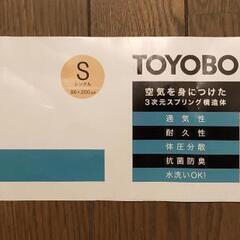 S
シングル
96×200cm
TOYOBO
空気を身につけた
3次元スプリング構造体
通気性
耐久性
体圧分散
抗菌防臭
水洗いOK!